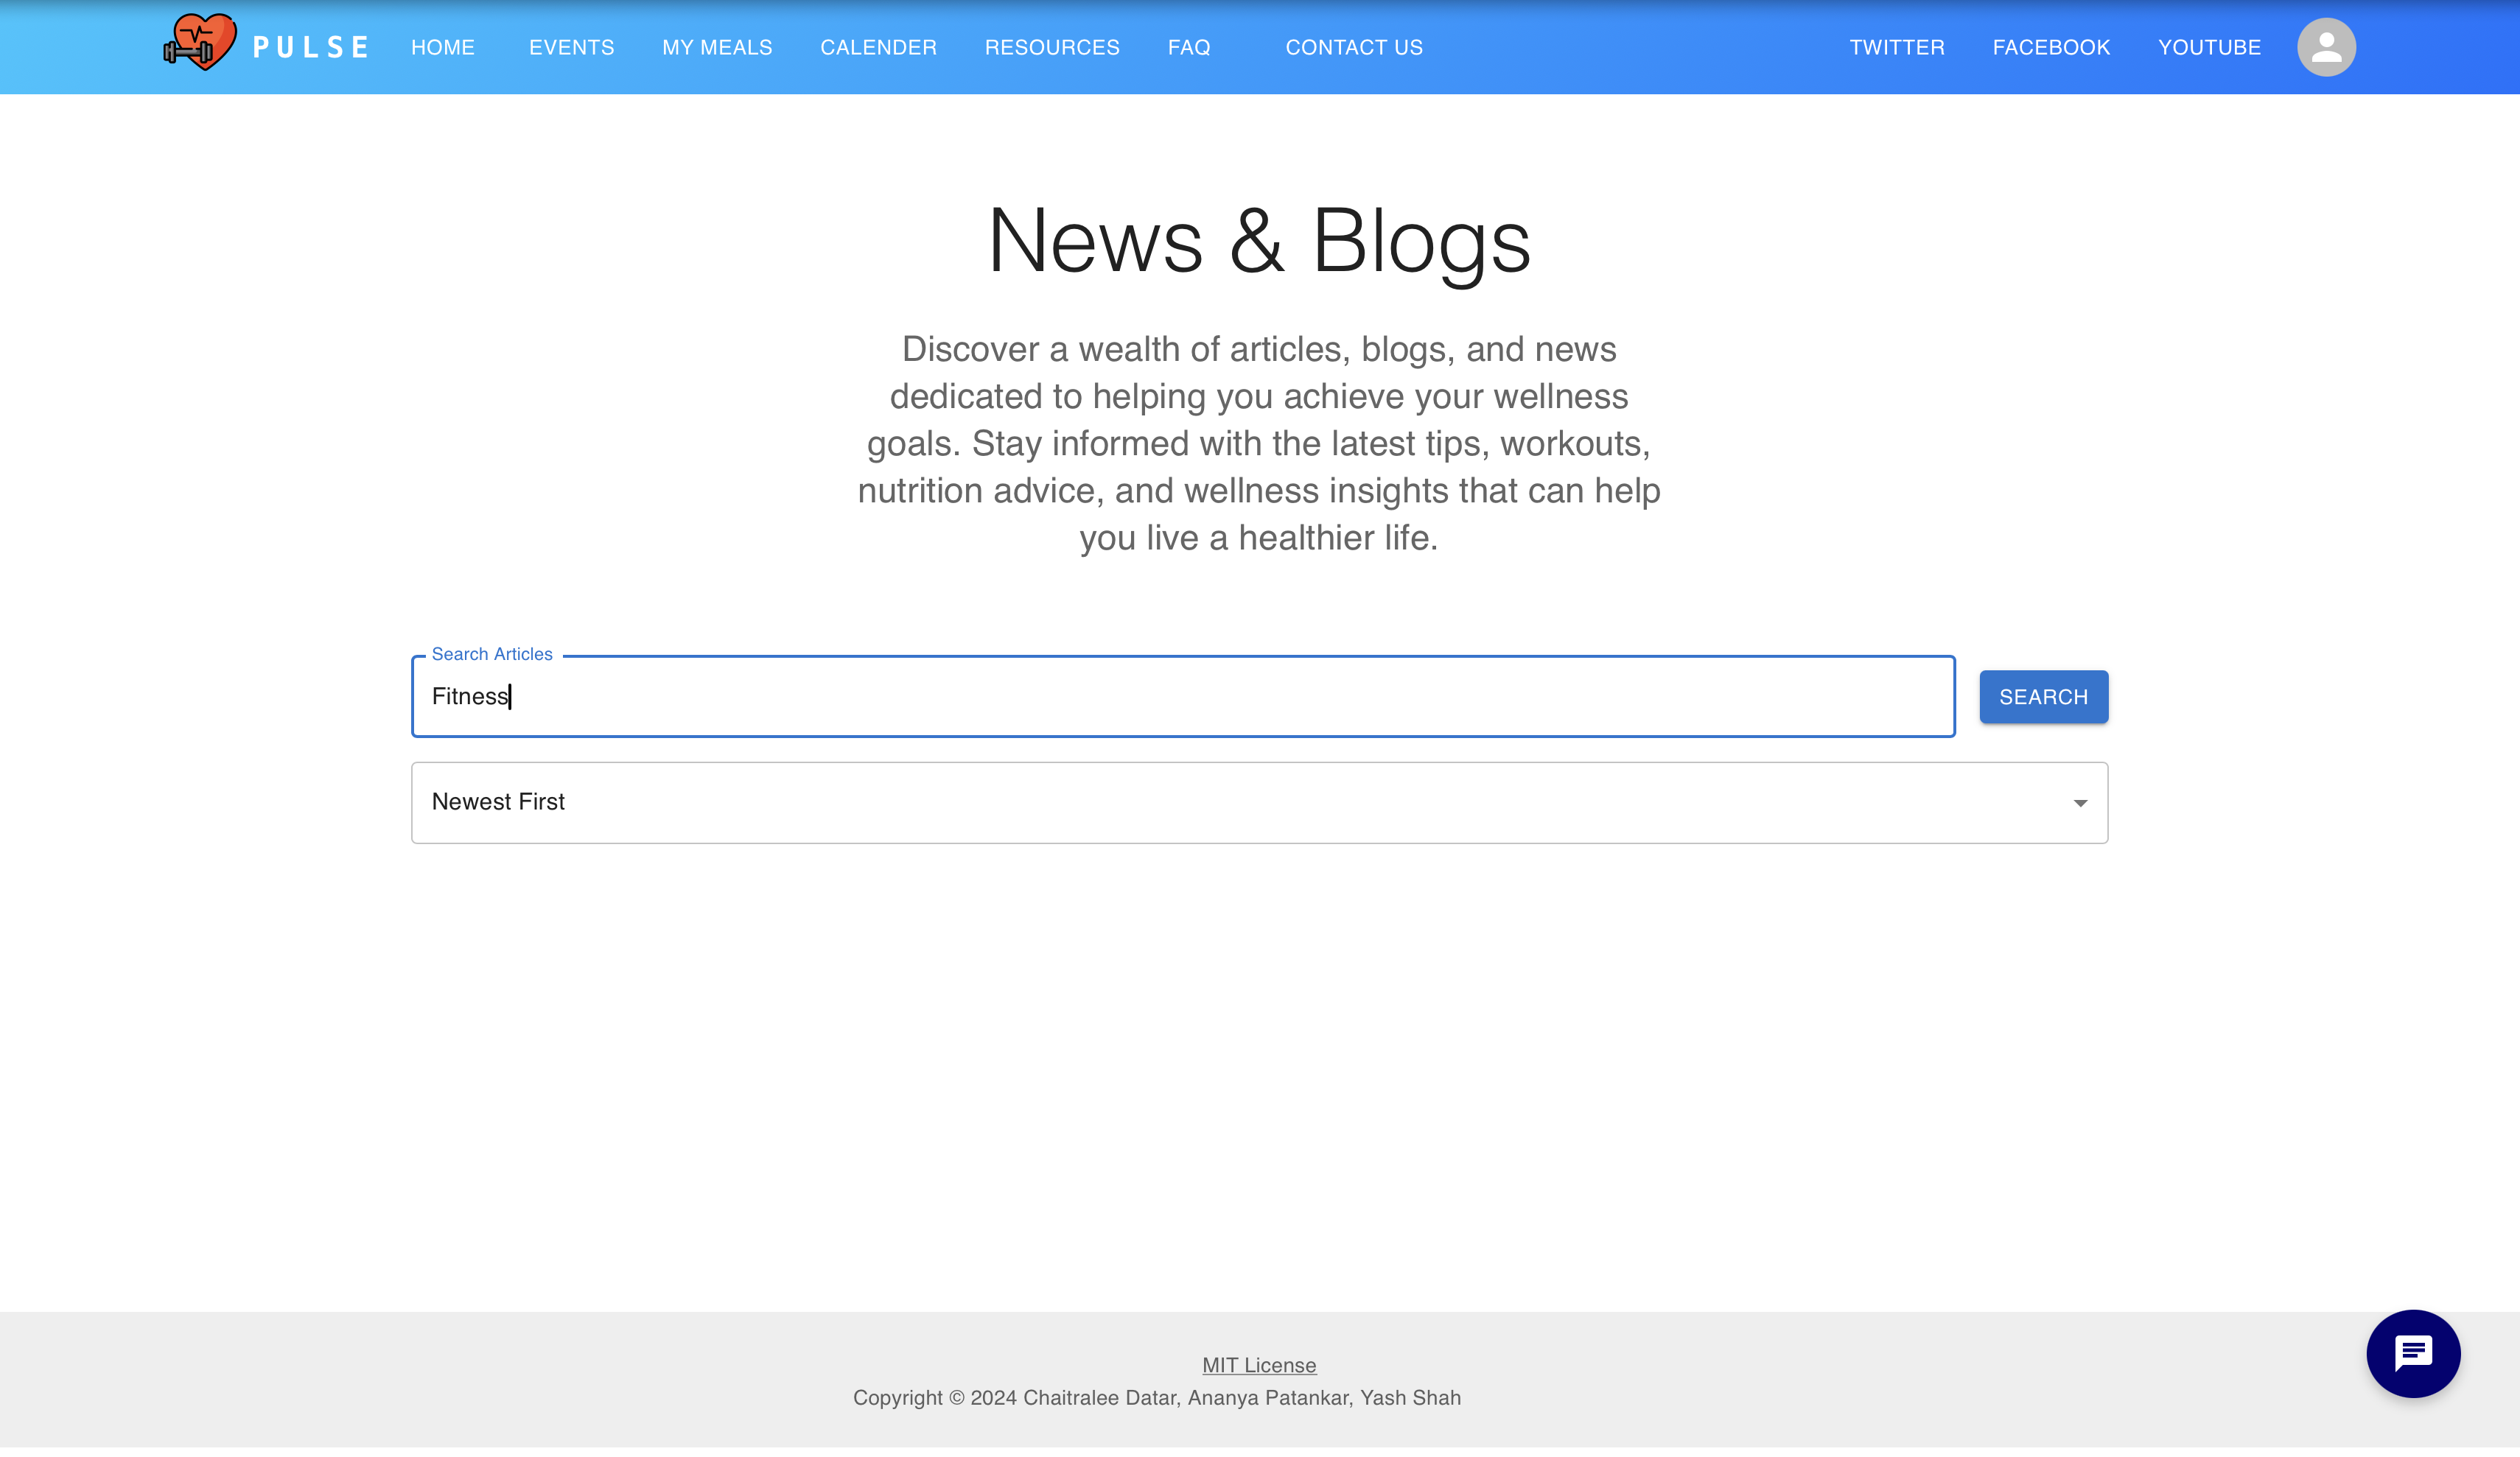 PULSE HOME EVENTS MY MEALS CALENDER RESOURCES FAQ CONTACT US TWITTER FACEBOOK YOUTUBE
News & Blogs
Discover a wealth of articles, blogs, and news
dedicated to helping you achieve your wellness
goals. Stay informed with the latest tips, workouts,
nutrition advice, and wellness insights that can help
you live a healthier life.
Search Articles
Fitness SEARCH
Newest First
MIT License
Copyright © 2024 Chaitralee Datar, Ananya Patankar, Yash Shah